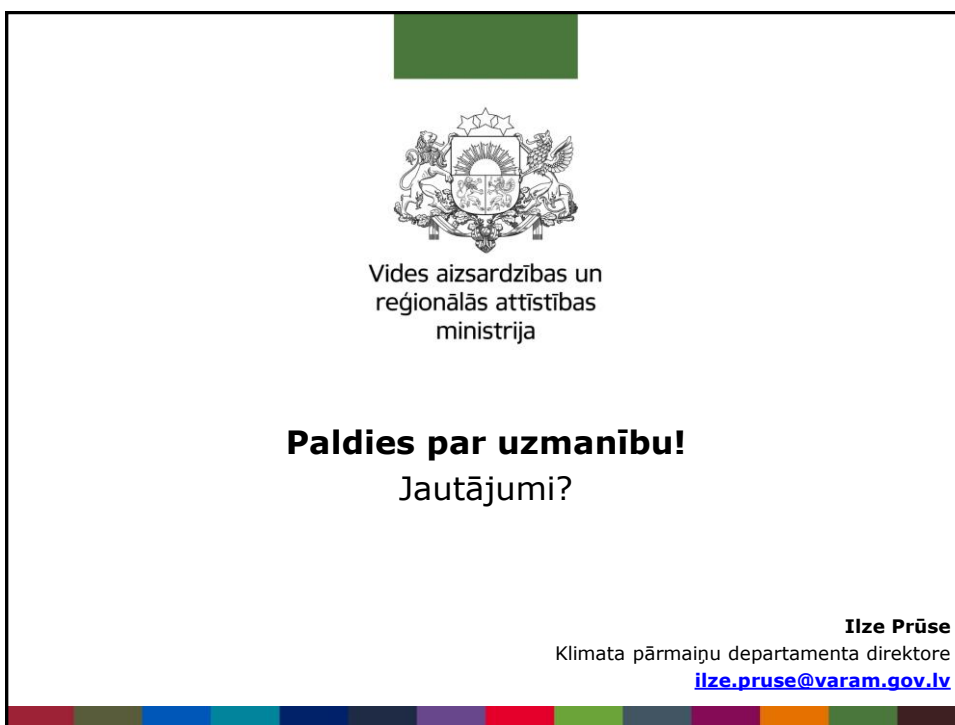 Vides aizsardzības un
reģionālās attīstības
ministrija
Paldies par uzmanību!
Jautājumi?
Ilze Prūse
Klimata pārmaiņu departamenta direktore
ilze.pruse@varam.gov.lv